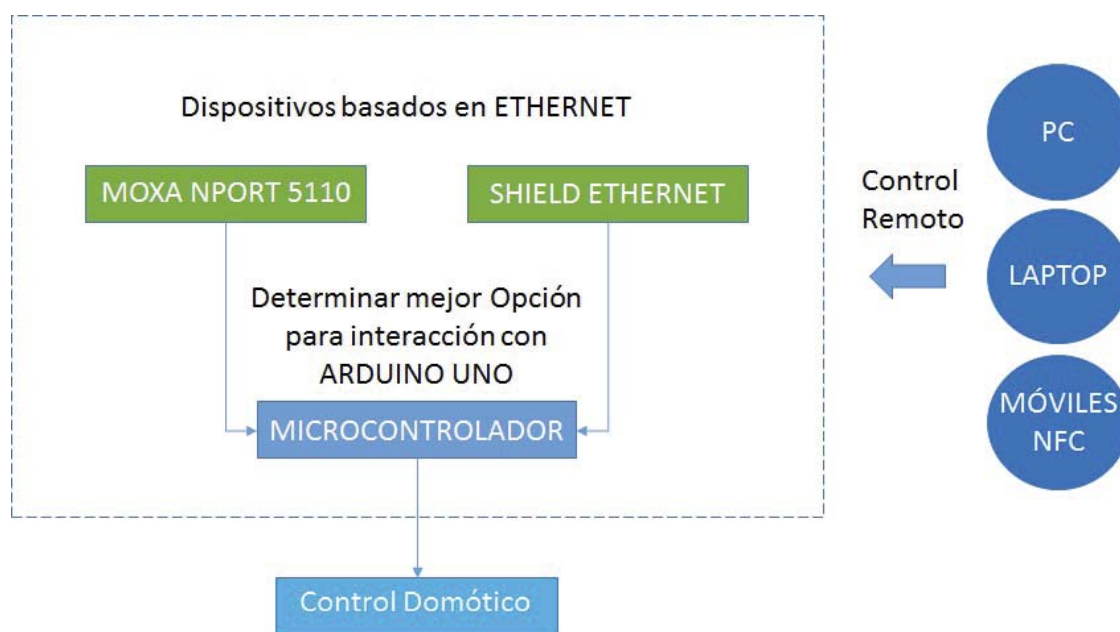 Dispositivos basados en ETHERNET
MOXA NPORT 5110
SHIELD ETHERNET
Determinar mejor Opción
para interacción con
ARDUINO UNO
MICROCONTROLADOR
Control Domótico
Control
Remoto
PC
LAPTOP
MÓVILES
NFC